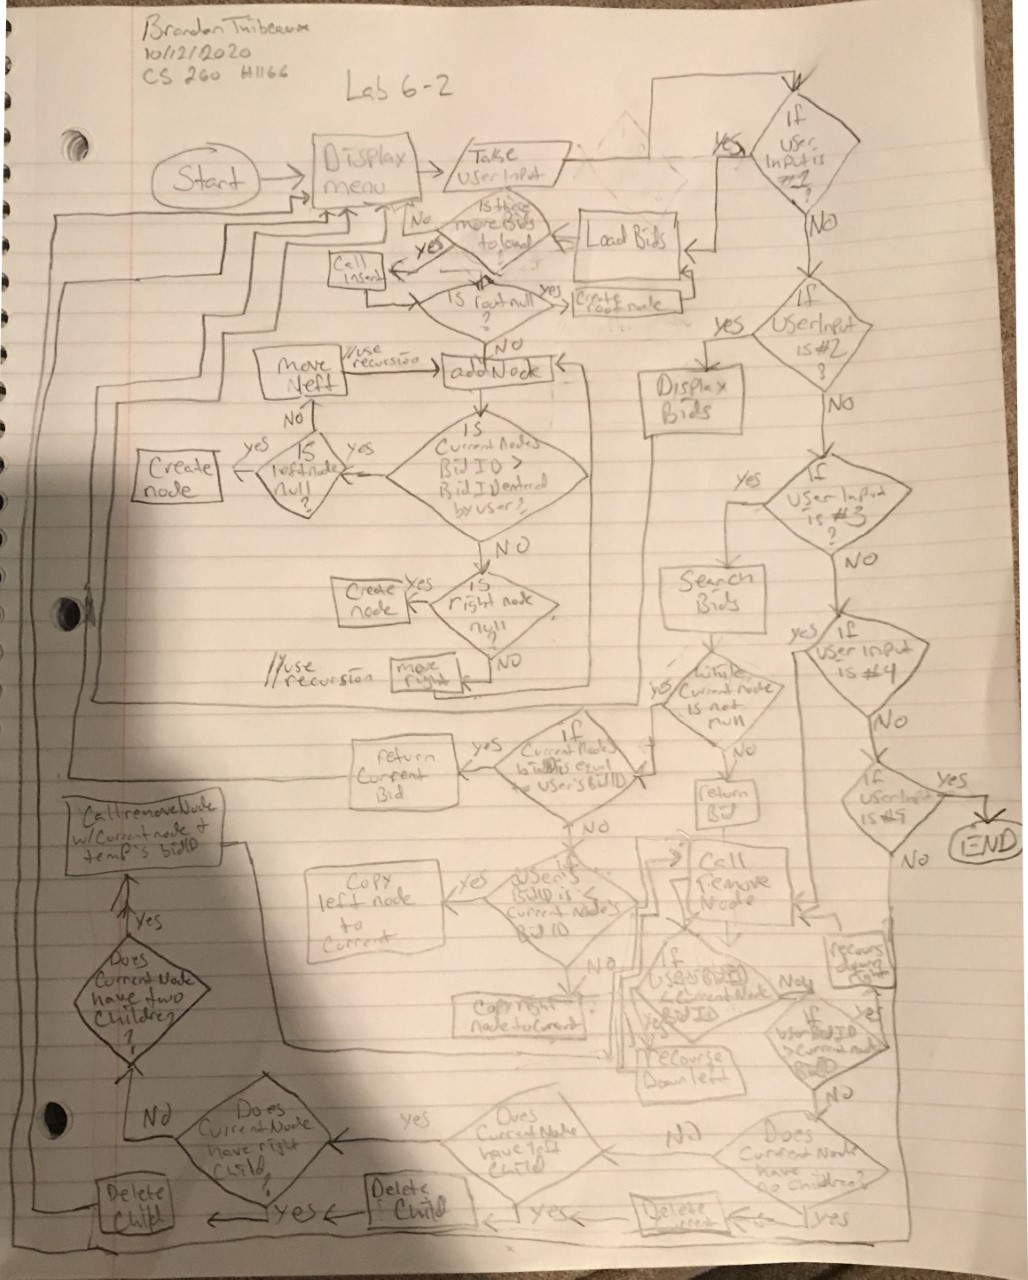 Brandon Thibeaux
10/12/2020
CS 260 H1166
Lab 6-2
Start
Display
menu
Take
User Input
If
user
Input is
#1
?
yes
NO
Is there
more Bids
to load
?
No
yes
Load Bids
Call
insert
Is root null
?
yes
Create
root node
NO
If
User Input
is #2
?
yes
NO
Display
Bids
move
left
//use
recursion
addNode
NO
IS
left node
null
?
yes
yes
Create
node
IS
Current Nodes
Bid ID >
Bid ID entered
by user?
NO
If
User Input
is #3
?
yes
NO
Search
Bids
IS
right node
null
?
yes
Create
node
NO
//use
recursion
move
right
If
User Input
is #4
yes
NO
While
Current node
is not
null
yes
NO
return
Bid
If
Current Nodes
bidID is equal
to User's BidID
yes
return
Current
Bid
NO
If
User Input
is #5
yes
END
NO
Call removeNode
w/ Current node +
temp's bidID
If
User's
BidID is <
Current Node's
Bid ID
yes
Copy
left node
to
Current
NO
Copy right
node to Current
Call
remove
Node
If
User's BidID
< Current Node
BidID
No
yes
recourse
Down left
recours
down
right
yes
If
User BidID
> Current node
BidID
NO
Yes
Does
Current Node
have two
Children
?
NO
Does
Current Node
have right
Child
?
yes
Does
Current Node
have left
Child
NO
Does
Current Node
have
no children?
yes
Delete
Current
yes
Delete
Child
yes
Delete
Child